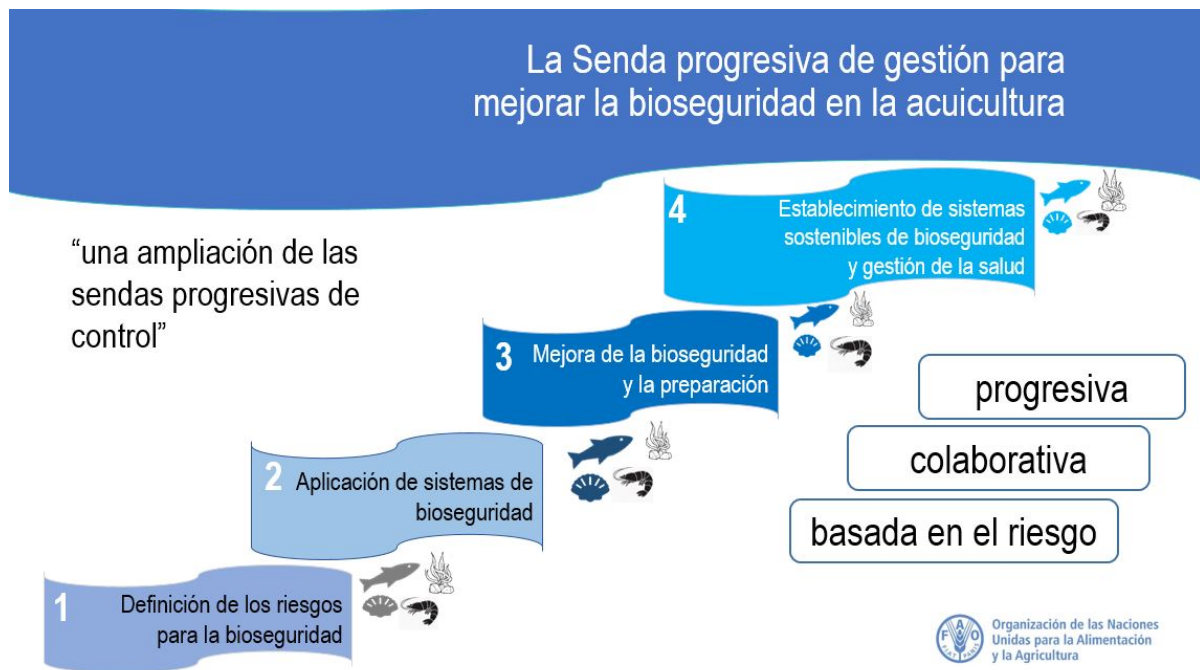 La Senda progresiva de gestión para
mejorar la bioseguridad en la acuicultura
“una ampliación de las
sendas progresivas de
control”
4
Establecimiento de sistemas
sostenibles de bioseguridad
y gestión de la salud
3
Mejora de la bioseguridad
y la preparación
2
Aplicación de sistemas de
bioseguridad
1
Definición de los riesgos
para la bioseguridad
progresiva
colaborativa
basada en el riesgo
F A O
FIAT PANIS
Organización de las Naciones
Unidas para la Alimentación
y la Agricultura